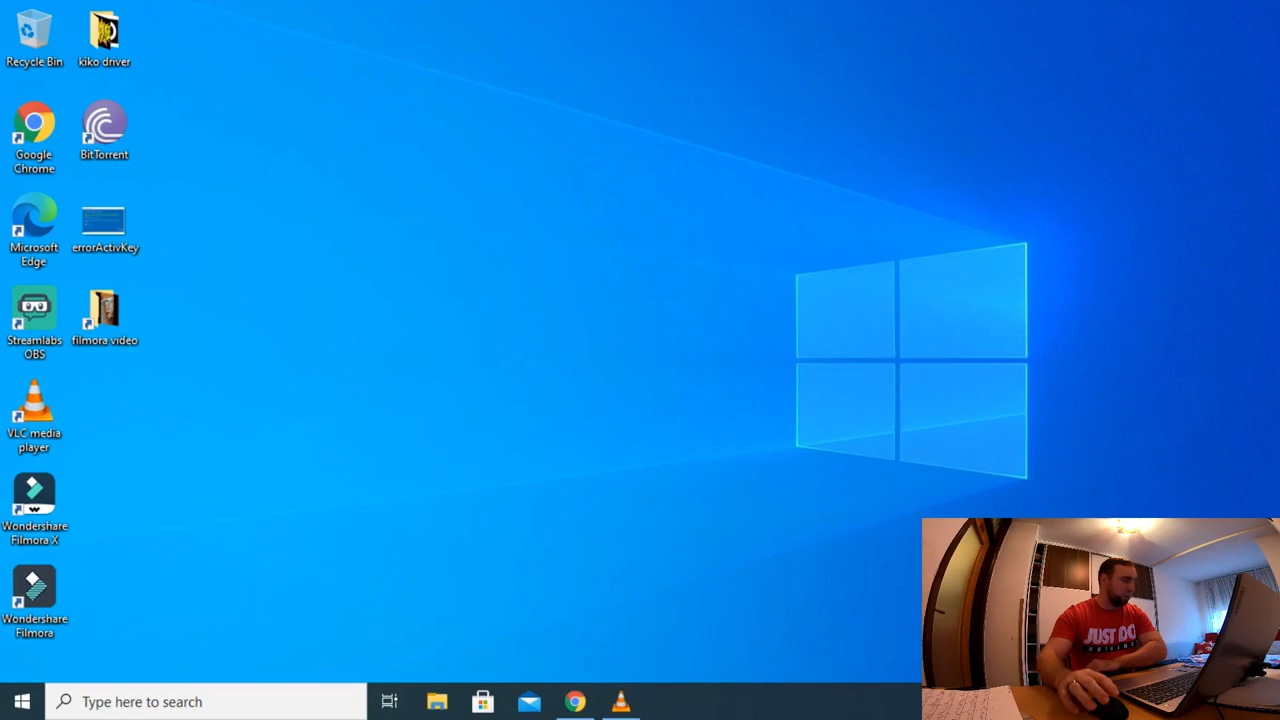 Recycle Bin
kiko driver
Google
Chrome
BitTorrent
Microsoft
Edge
errorActivKey
Streamlabs
OBS
filmora video
VLC media
player
Wondershare
Filmora X
Wondershare
Filmora
JUST DO
Type here to search